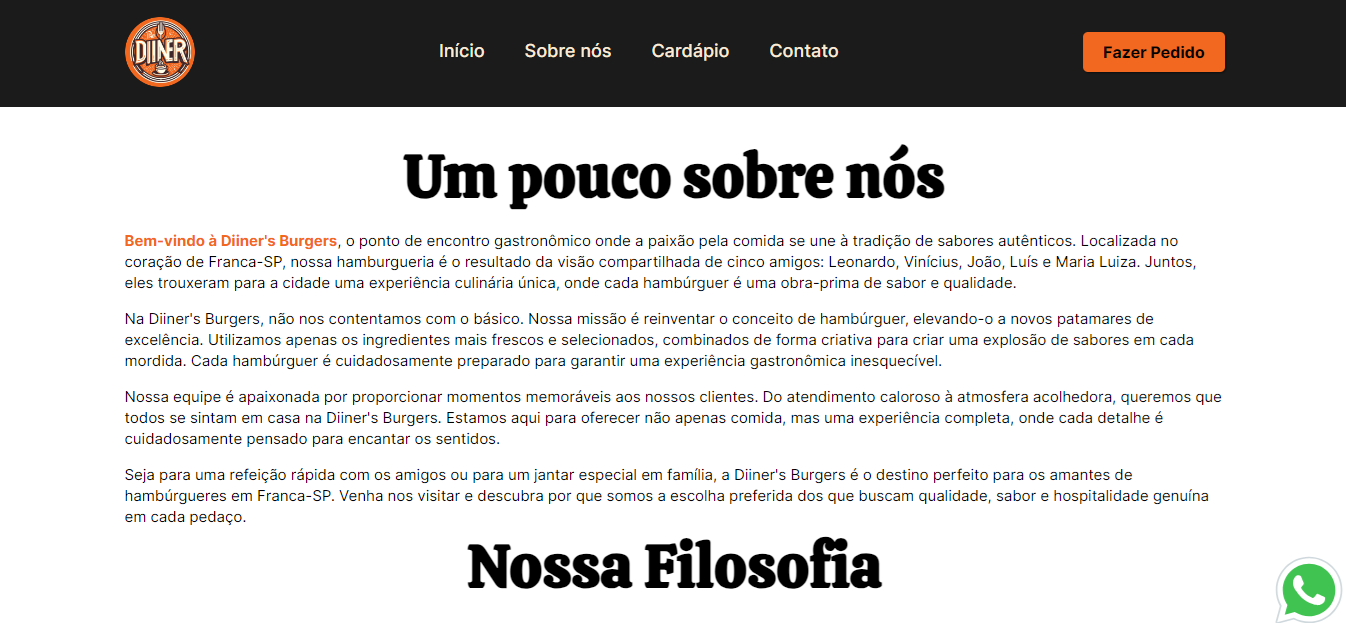 DIINER
Início
Sobre nós
Cardápio
Contato
Fazer Pedido
Um pouco sobre nós
Bem-vindo à Diiner's Burgers, o ponto de encontro gastronômico onde a paixão pela comida se une à tradição de sabores autênticos. Localizada no
coração de Franca-SP, nossa hamburgueria é o resultado da visão compartilhada de cinco amigos: Leonardo, Vinícius, João, Luís e Maria Luiza. Juntos,
eles trouxeram para a cidade uma experiência culinária única, onde cada hambúrguer é uma obra-prima de sabor e qualidade.
Na Diiner's Burgers, não nos contentamos com o básico. Nossa missão é reinventar o conceito de hambúrguer, elevando-o a novos patamares de
excelência. Utilizamos apenas os ingredientes mais frescos e selecionados, combinados de forma criativa para criar uma explosão de sabores em cada
mordida. Cada hambúrguer é cuidadosamente preparado para garantir uma experiência gastronômica inesquecível.
Nossa equipe é apaixonada por proporcionar momentos memoráveis aos nossos clientes. Do atendimento caloroso à atmosfera acolhedora, queremos que
todos se sintam em casa na Diiner's Burgers. Estamos aqui para oferecer não apenas comida, mas uma experiência completa, onde cada detalhe é
cuidadosamente pensado para encantar os sentidos.
Seja para uma refeição rápida com os amigos ou para um jantar especial em família, a Diiner's Burgers é o destino perfeito para os amantes de
hambúrgueres em Franca-SP. Venha nos visitar e descubra por que somos a escolha preferida dos que buscam qualidade, sabor e hospitalidade genuína
em cada pedaço.
Nossa Filosofia